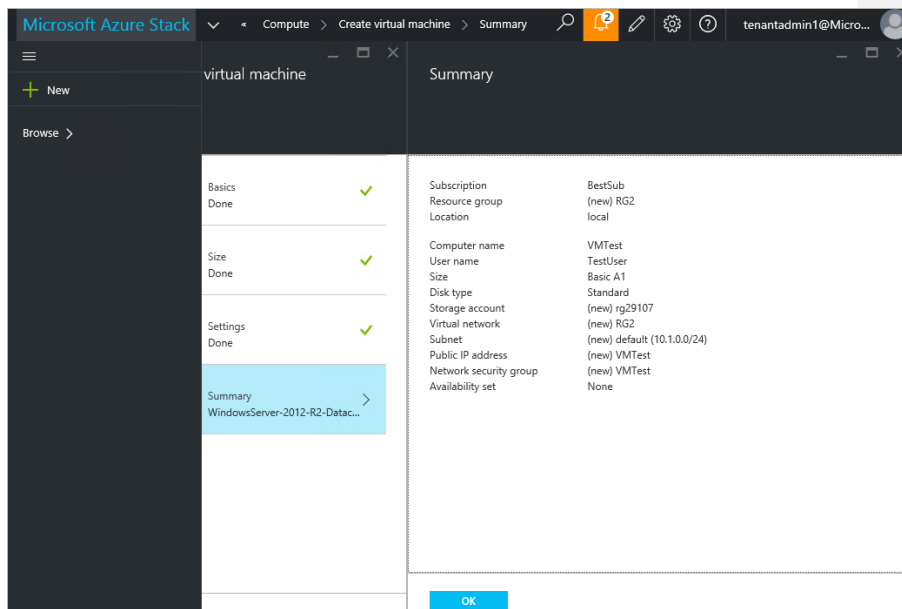 Microsoft Azure Stack « Compute > Create virtual machine > Summary 2 ? tenantadmin1@Micro...
New
Browse >
virtual machine
Basics
Done
Size
Done
Settings
Done
Summary
WindowsServer-2012-R2-Datac...
Summary
Subscription BestSub
Resource group (new) RG2
Location local
Computer name VMTest
User name TestUser
Size Basic A1
Disk type Standard
Storage account (new) rg29107
Virtual network (new) RG2
Subnet (new) default (10.1.0.0/24)
Public IP address (new) VMTest
Network security group (new) VMTest
Availability set None
OK